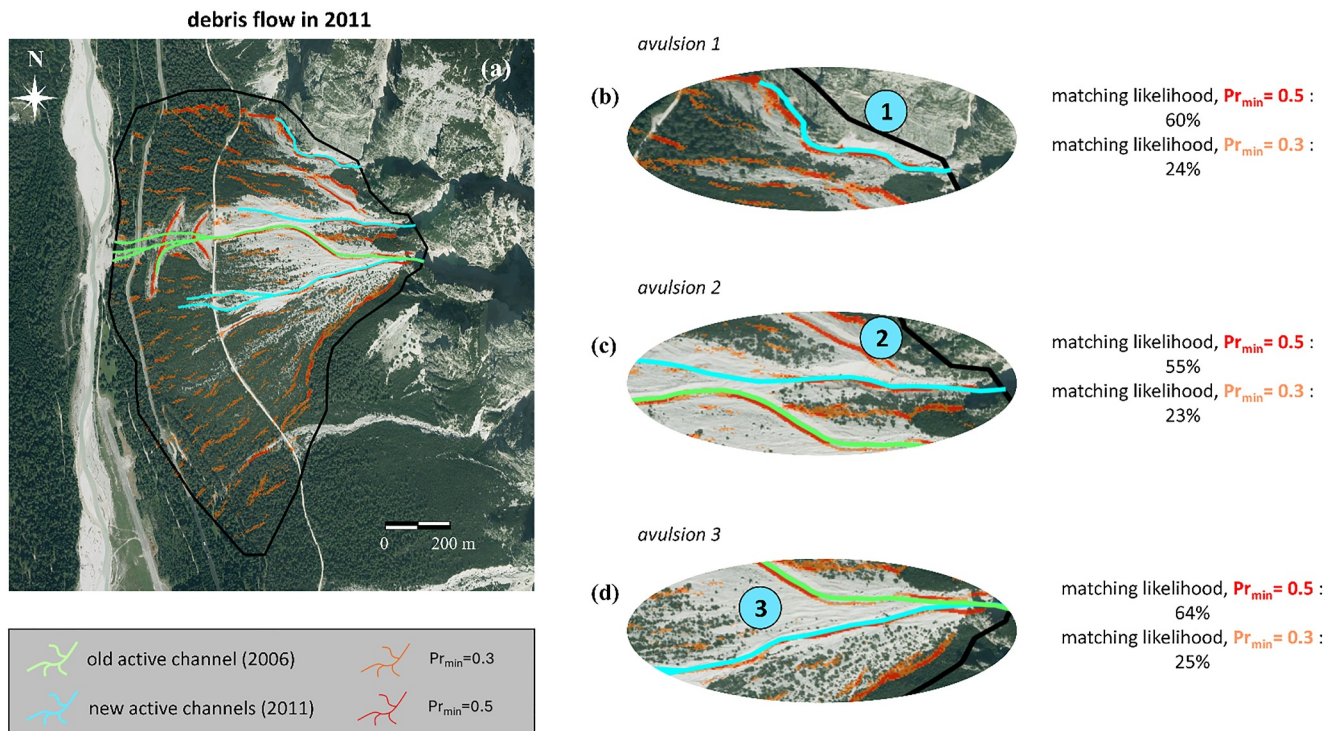 debris flow in 2011
N
(a)
0 200 m
old active channel (2006)
Prmin=0.3
new active channels (2011)
Prmin=0.5
avulsion 1
(b)
1
matching likelihood, Prmin= 0.5 :
60%
matching likelihood, Prmin= 0.3 :
24%
avulsion 2
(c)
2
matching likelihood, Prmin= 0.5 :
55%
matching likelihood, Prmin= 0.3 :
23%
avulsion 3
(d)
3
matching likelihood, Prmin= 0.5 :
64%
matching likelihood, Prmin= 0.3 :
25%